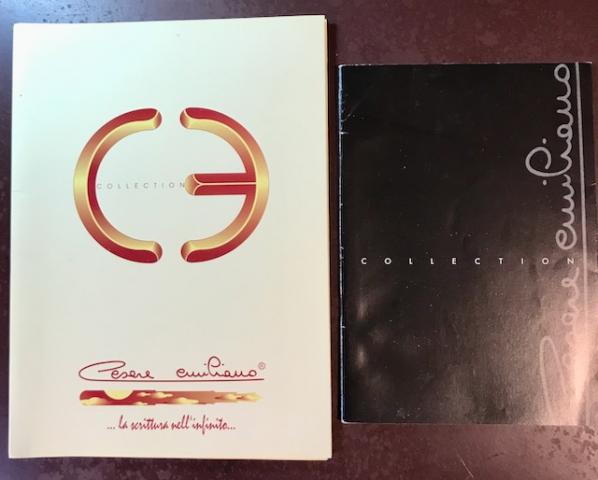 COLLECTION
Cesare emiliano®
... la scrittura nell'infinito...
COLLECTION
Cesare emiliano